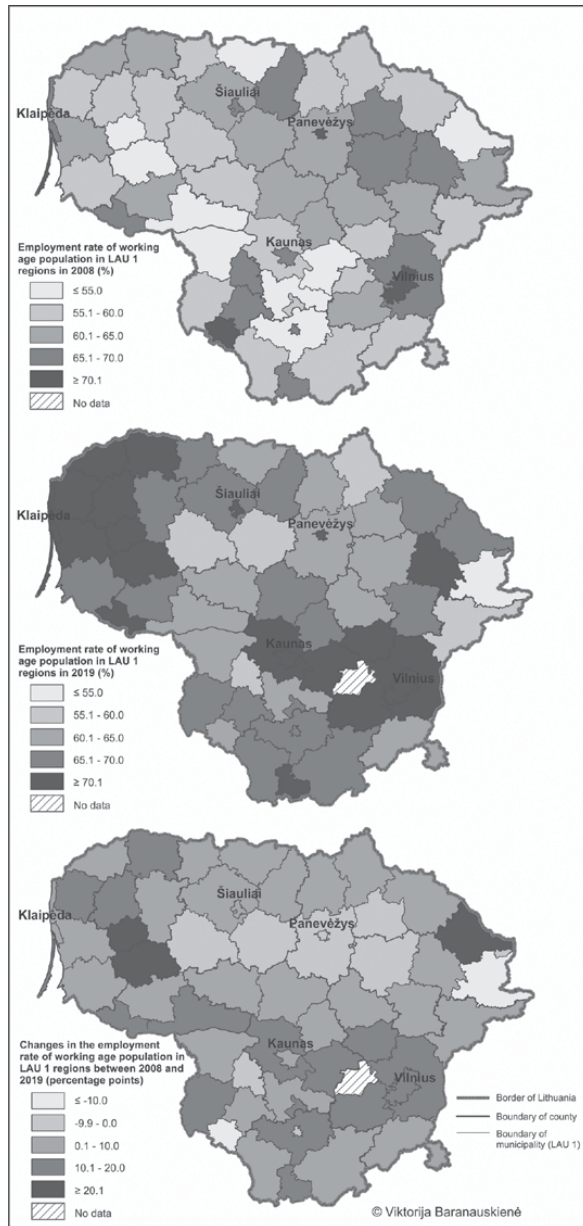 Šiauliai
Klaipėda
Panevėžys
Kaunas
Vilnius
Employment rate of working
age population in LAU 1
regions in 2008 (%)
≤ 55.0
55.1 - 60.0
60.1 - 65.0
65.1 - 70.0
≥ 70.1
No data
Klaipėda
Šiauliai
Panevėžys
Kaunas
Vilnius
Employment rate of working
age population in LAU 1
regions in 2019 (%)
≤ 55.0
55.1 - 60.0
60.1 - 65.0
65.1 - 70.0
≥ 70.1
No data
Šiauliai
Klaipėda
Panevėžys
Kaunas
Vilnius
Changes in the employment
rate of working age population in
LAU 1 regions between 2008 and
2019 (percentage points)
≤ -10.0
-9.9 - 0.0
0.1 - 10.0
10.1 - 20.0
≥ 20.1
No data
Border of Lithuania
Boundary of county
Boundary of
municipality (LAU 1)
© Viktorija Baranauskienė